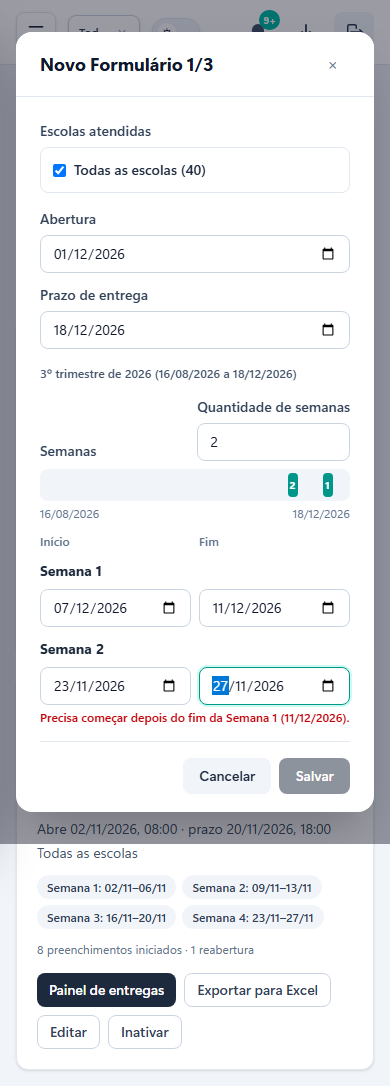 9+
Novo Formulário 1/3
×
Escolas atendidas
Todas as escolas (40)
Abertura
01/12/2026
Prazo de entrega
18/12/2026
3º trimestre de 2026 (16/08/2026 a 18/12/2026)
Quantidade de semanas
Semanas
2
2 1
16/08/2026 18/12/2026
Início Fim
Semana 1
07/12/2026 11/12/2026
Semana 2
23/11/2026 27/11/2026
Precisa começar depois do fim da Semana 1 (11/12/2026).
Cancelar Salvar
Abre 02/11/2026, 08:00 · prazo 20/11/2026, 18:00
Todas as escolas
Semana 1: 02/11–06/11 Semana 2: 09/11–13/11
Semana 3: 16/11–20/11 Semana 4: 23/11–27/11
8 preenchimentos iniciados · 1 reabertura
Painel de entregas Exportar para Excel
Editar Inativar